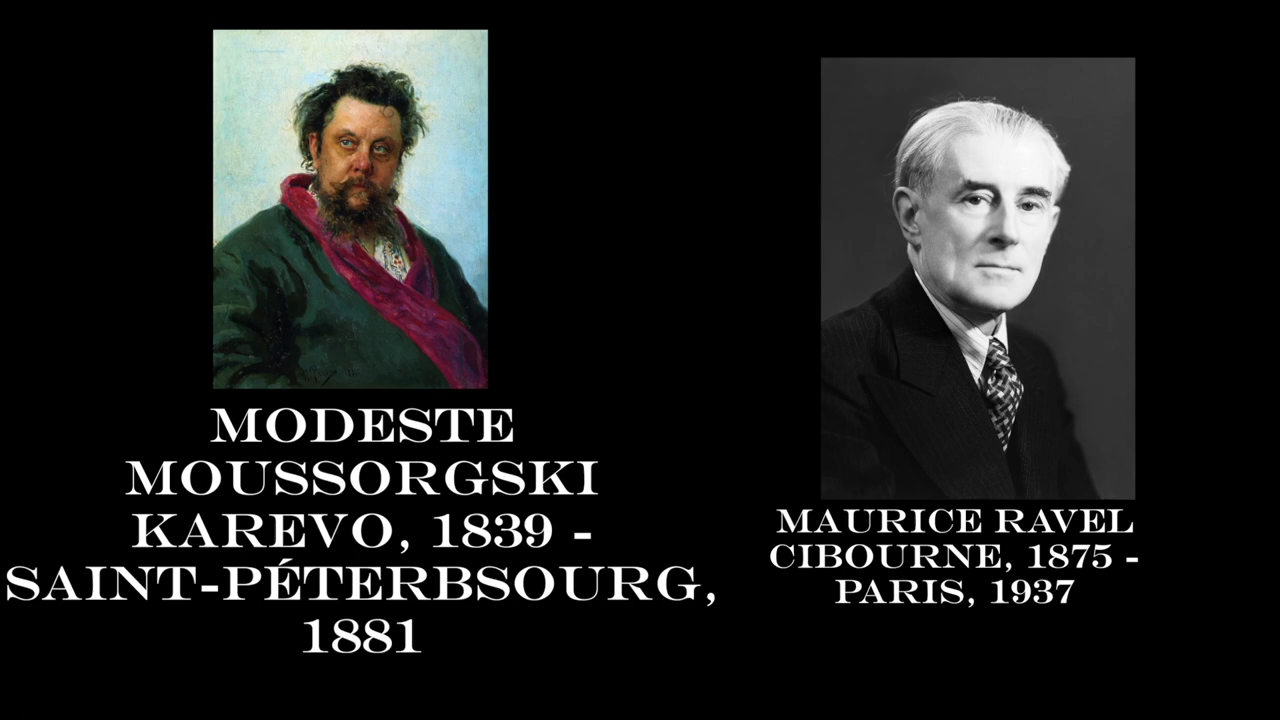 MODESTE
MOUSSORGSKI
KAREVO, 1839 -
SAINT-PÉTERBSOURG,
1881
MAURICE RAVEL
CIBOURNE, 1875 -
PARIS, 1937